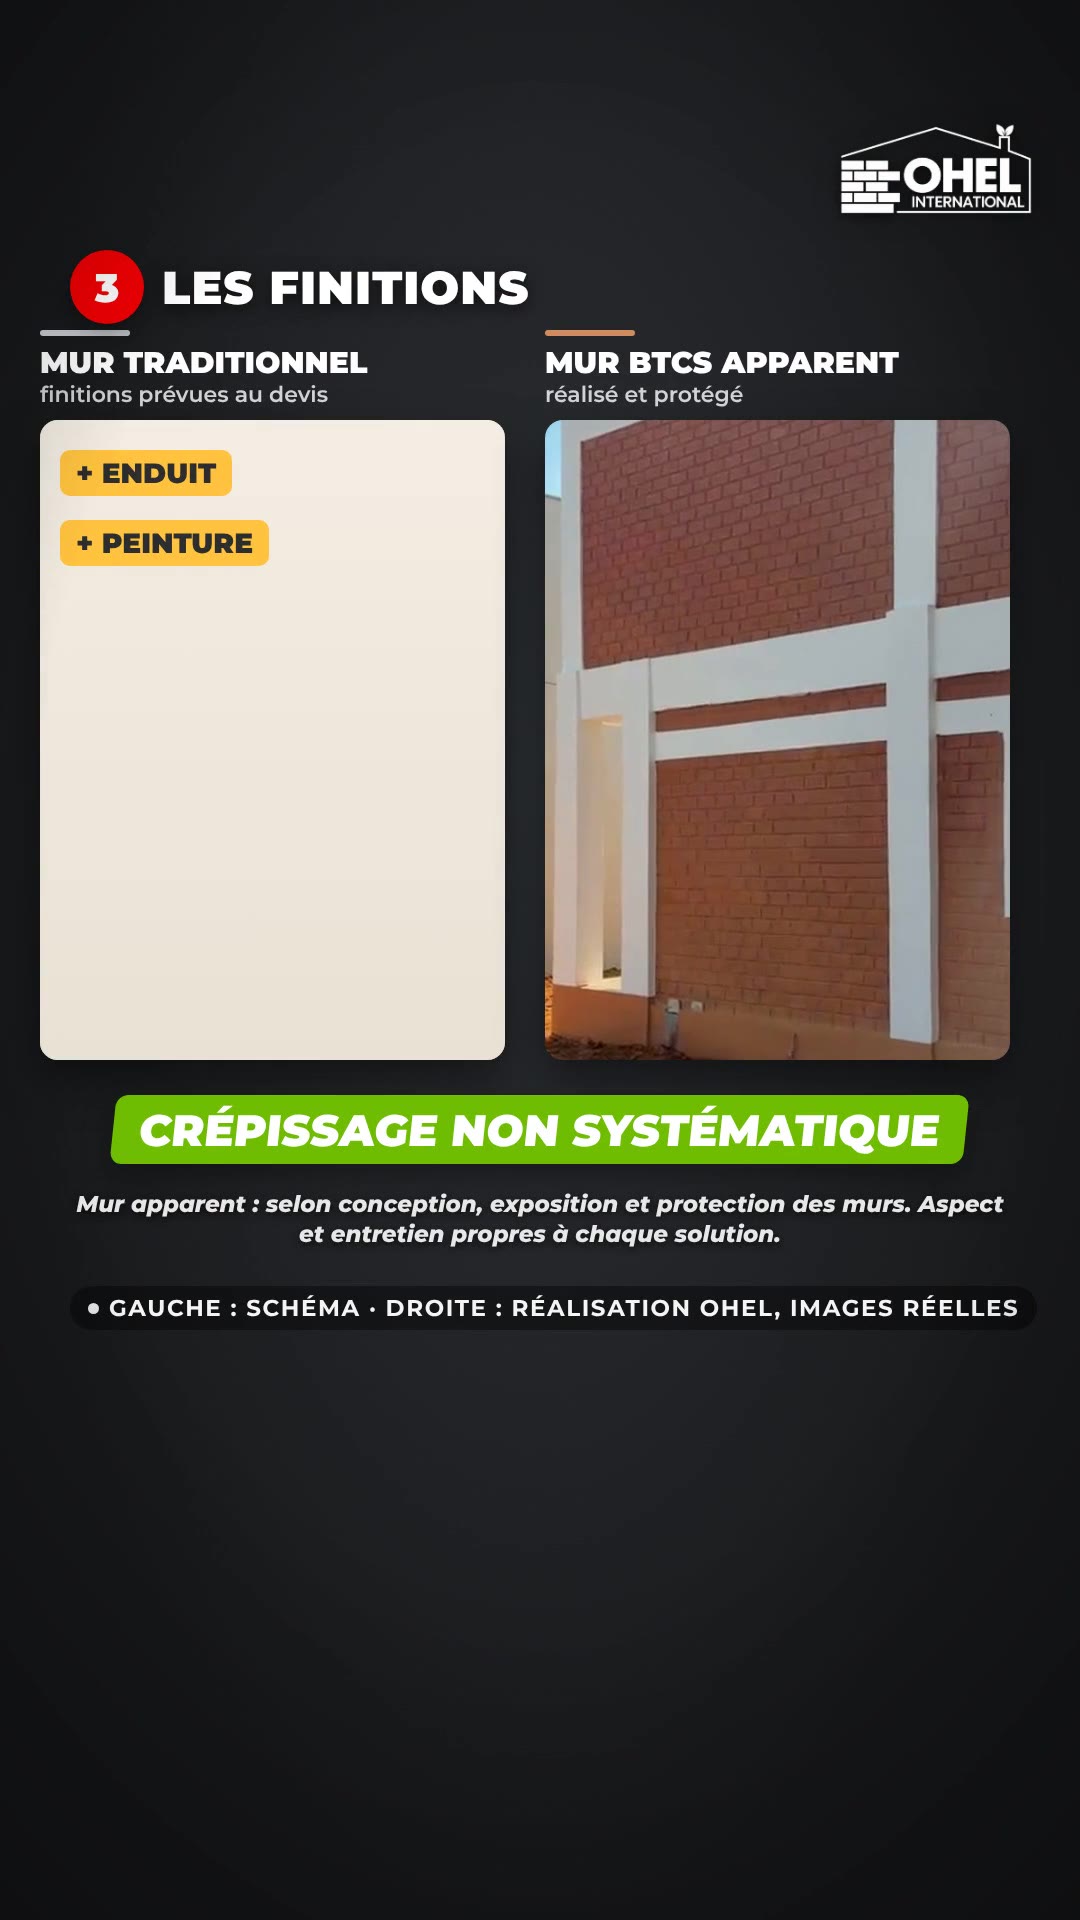 OHEL
INTERNATIONAL
3 LES FINITIONS
MUR TRADITIONNEL
finitions prévues au devis
MUR BTCS APPARENT
réalisé et protégé
+ ENDUIT
+ PEINTURE
CRÉPISSAGE NON SYSTÉMATIQUE
Mur apparent : selon conception, exposition et protection des murs. Aspect
et entretien propres à chaque solution.
GAUCHE : SCHÉMA · DROITE : RÉALISATION OHEL, IMAGES RÉELLES